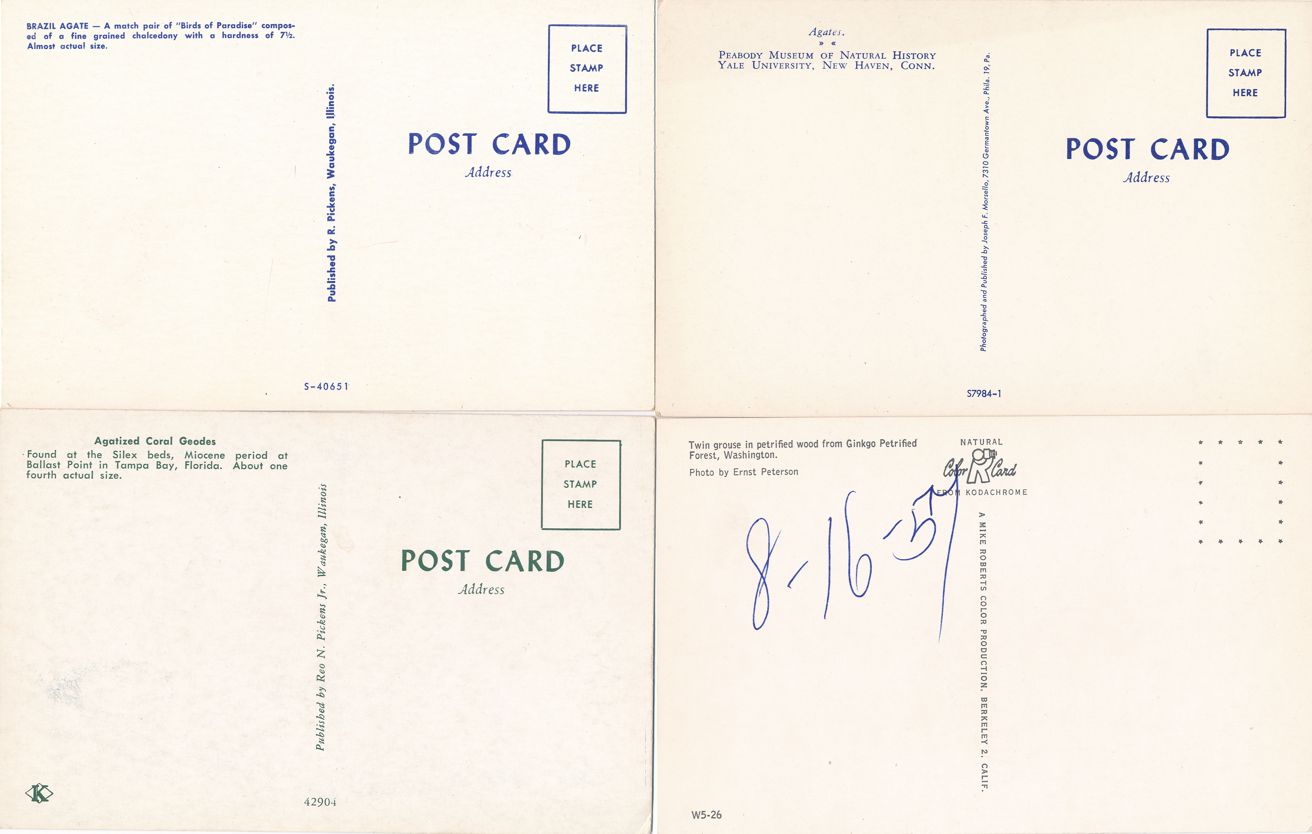 BRAZIL AGATE — A match pair of "Birds of Paradise" compos-
ed of a fine grained chalcedony with a hardness of 7½.
Almost actual size.
Published by R. Pickens, Waukegan, Illinois.
PLACE
STAMP
HERE
POST CARD
Address
S-40651
Agates.
» «
Peabody Museum of Natural History
Yale University, New Haven, Conn.
Photographed and Published by Joseph F. Morsello, 7310 Germantown Ave., Phila. 19, Pa.
PLACE
STAMP
HERE
POST CARD
Address
S7984-1
Agatized Coral Geodes
Found at the Silex beds, Miocene period at
Ballast Point in Tampa Bay, Florida. About one
fourth actual size.
Published by Reo N. Pickens Jr., Waukegan, Illinois
PLACE
STAMP
HERE
POST CARD
Address
K
42904
Twin grouse in petrified wood from Ginkgo Petrified
Forest, Washington.
Photo by Ernst Peterson
NATURAL
Color R Card
FROM KODACHROME
8-16-57
A MIKE ROBERTS COLOR PRODUCTION, BERKELEY 2, CALIF.
W5-26